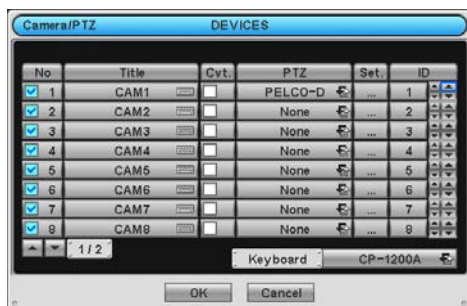 Camera/PTZ DEVICES
No Title Cvt. PTZ Set. ID
1 CAM1 PELCO-D ... 1
2 CAM2 None ... 2
3 CAM3 None ... 3
4 CAM4 None ... 4
5 CAM5 None ... 5
6 CAM6 None ... 6
7 CAM7 None ... 7
8 CAM8 None ... 8
1/2
Keyboard CP-1200A
OK Cancel